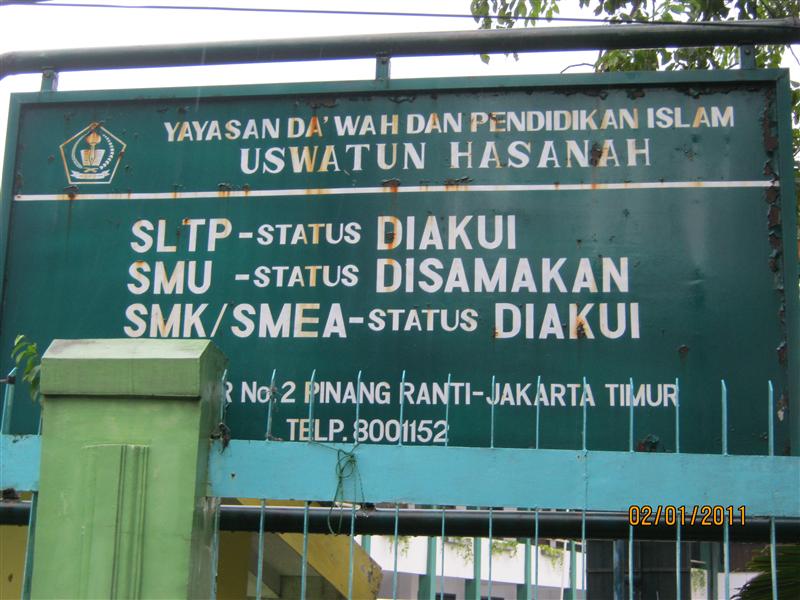 YAYASAN DA'WAH DAN PENDIDIKAN ISLAM
USWATUN HASANAH
SLTP-STATUS DIAKUI
SMU -STATUS DISAMAKAN
SMK/SMEA-STATUS DIAKUI
No. 2 PINANG RANTI-JAKARTA TIMUR
TELP. 8001152
02/01/2011